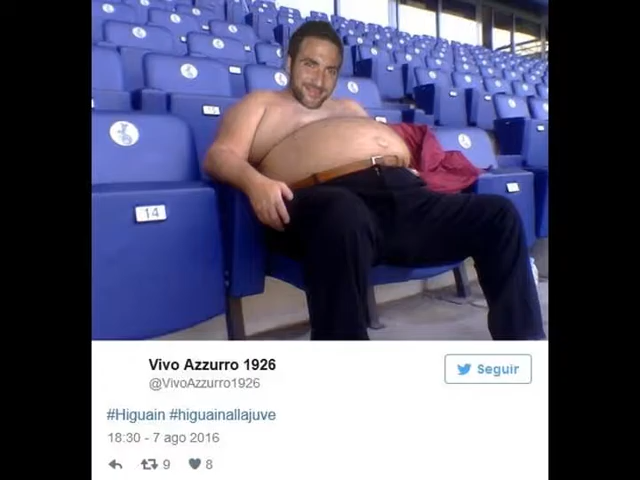 14
Vivo Azzurro 1926
@VivoAzzurro1926
Seguir
#Higuain #higuainallajuve
18:30 - 7 ago 2016
9 8